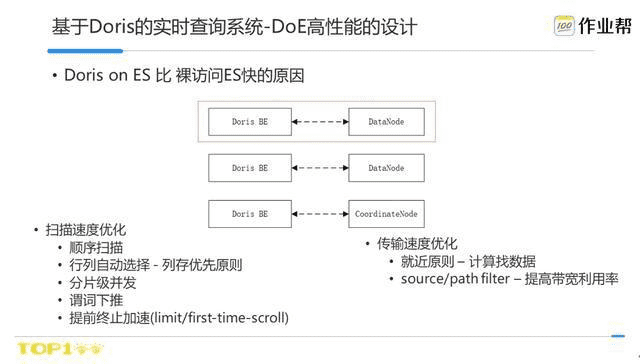 基于Doris的实时查询系统-DoE高性能的设计
100
作业帮
• Doris on ES 比 裸访问ES快的原因
Doris BE
DataNode
Doris BE
DataNode
Doris BE
CoordinateNode
• 扫描速度优化
• 顺序扫描
• 行列自动选择 - 列存优先原则
• 分片级并发
• 谓词下推
• 提前终止加速(limit/first-time-scroll)
• 传输速度优化
• 就近原则 – 计算找数据
• source/path filter – 提高带宽利用率
TOP100